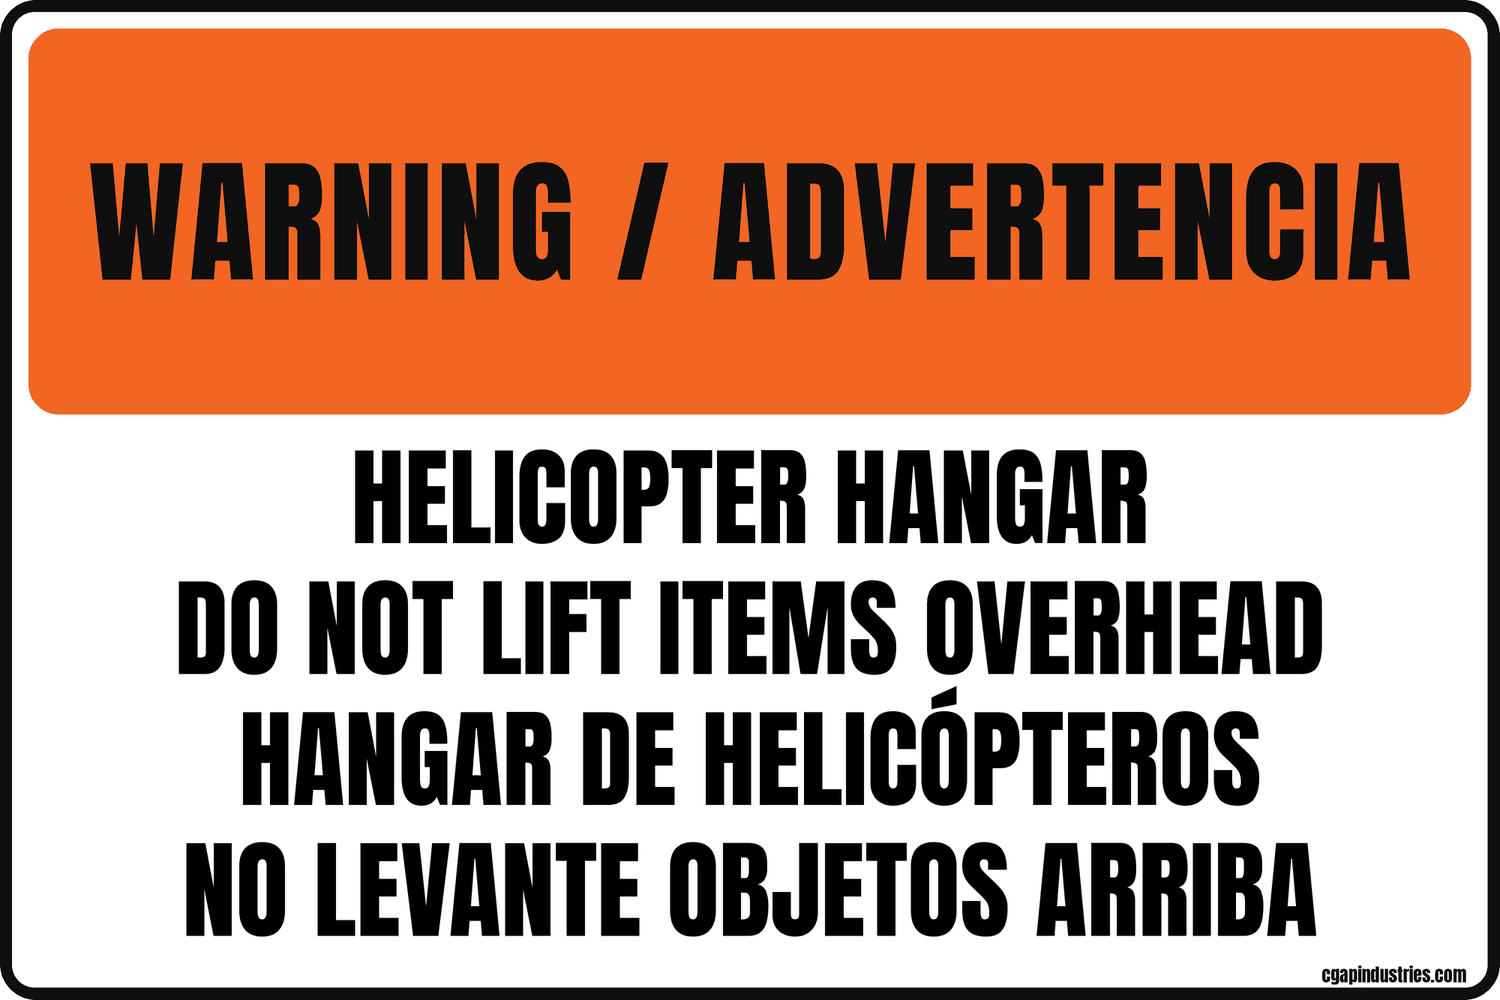 WARNING / ADVERTENCIA
HELICOPTER HANGAR
DO NOT LIFT ITEMS OVERHEAD
HANGAR DE HELICÓPTEROS
NO LEVANTE OBJETOS ARRIBA
cgapindustries.com